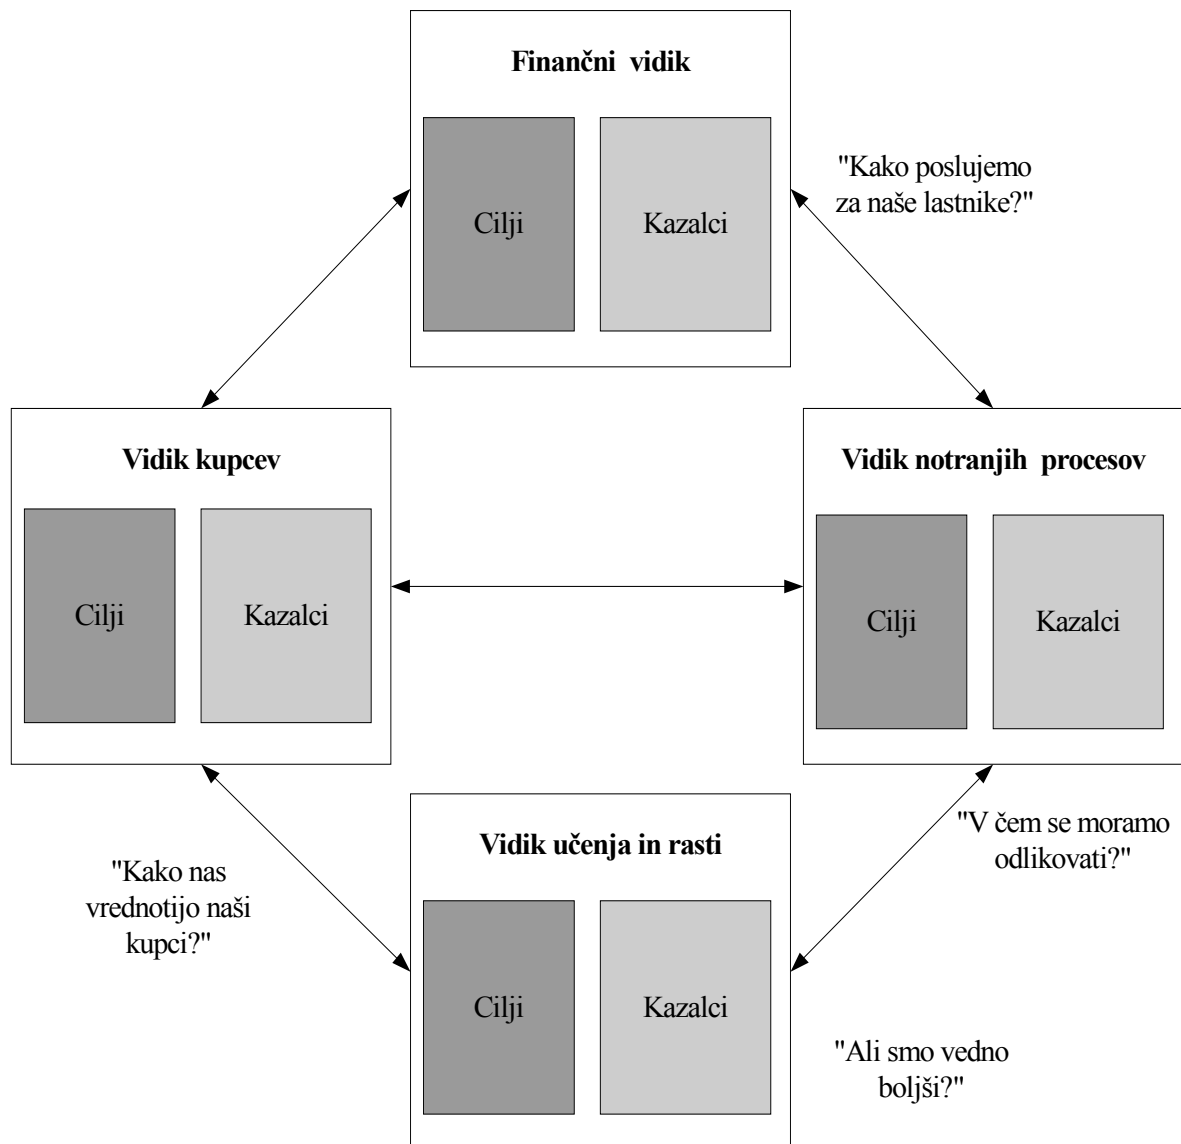 Finančni vidik
Cilji
Kazalci
"Kako poslujemo
za naše lastnike?"
Vidik kupcev
Cilji
Kazalci
Vidik notranjih procesov
Cilji
Kazalci
"Kako nas
vrednotijo naši
kupci?"
Vidik učenja in rasti
Cilji
Kazalci
"V čem se moramo
odlikovati?"
"Ali smo vedno
boljši?"